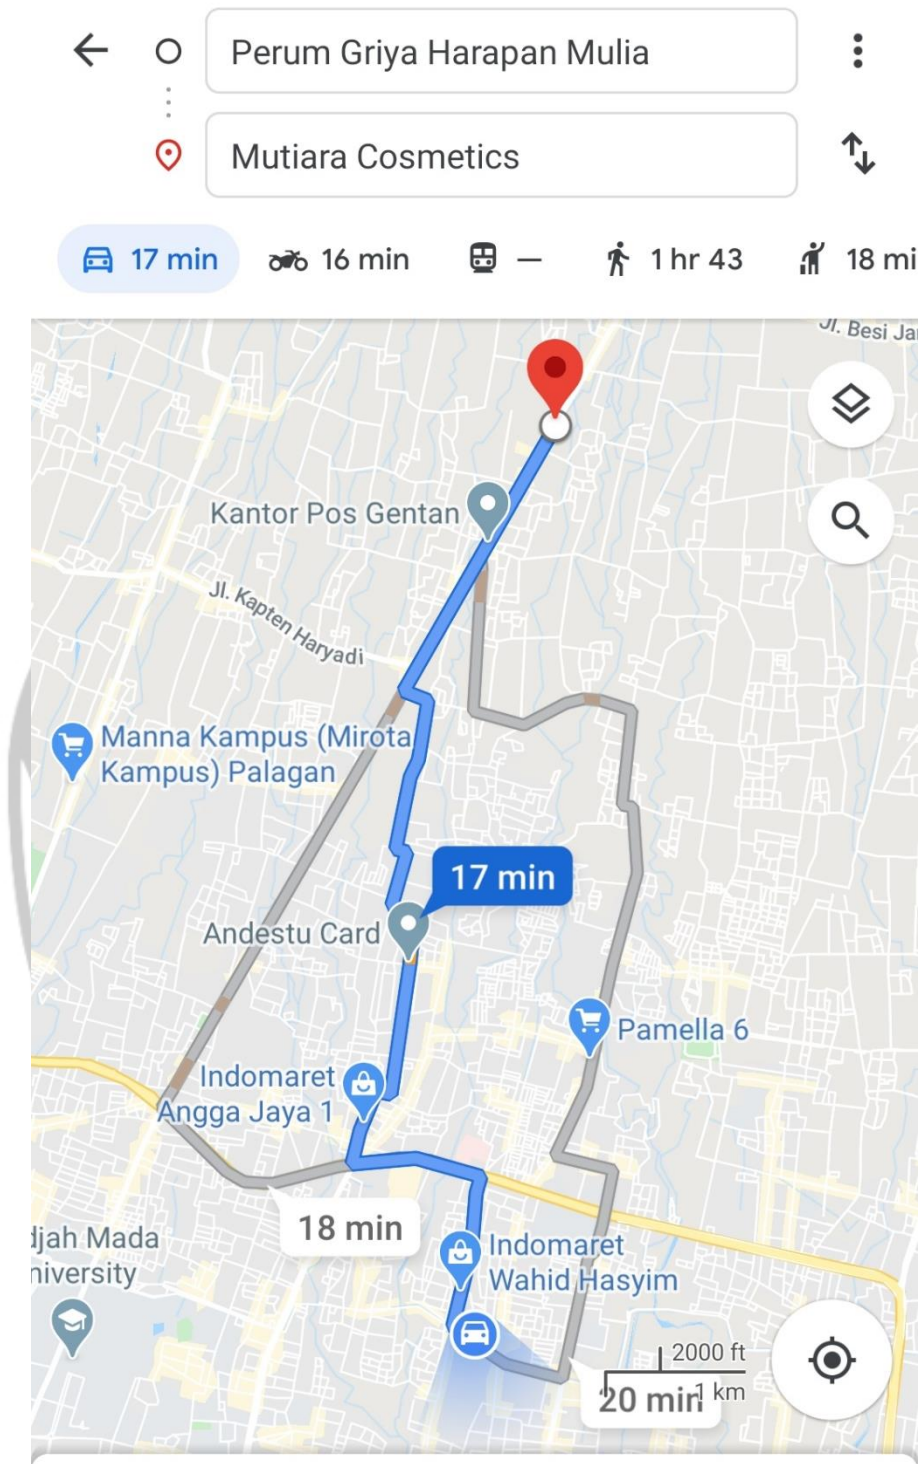 Perum Griya Harapan Mulia
Mutiara Cosmetics
17 min
16 min
—
1 hr 43
18 mi
Jl. Besi Ja
Kantor Pos Gentan
Jl. Kapten Haryadi
Manna Kampus (Mirota
Kampus) Palagan
17 min
Andestu Card
Pamella 6
Indomaret
Angga Jaya 1
18 min
djah Mada
niversity
Indomaret
Wahid Hasyim
2000 ft
1 km
20 min